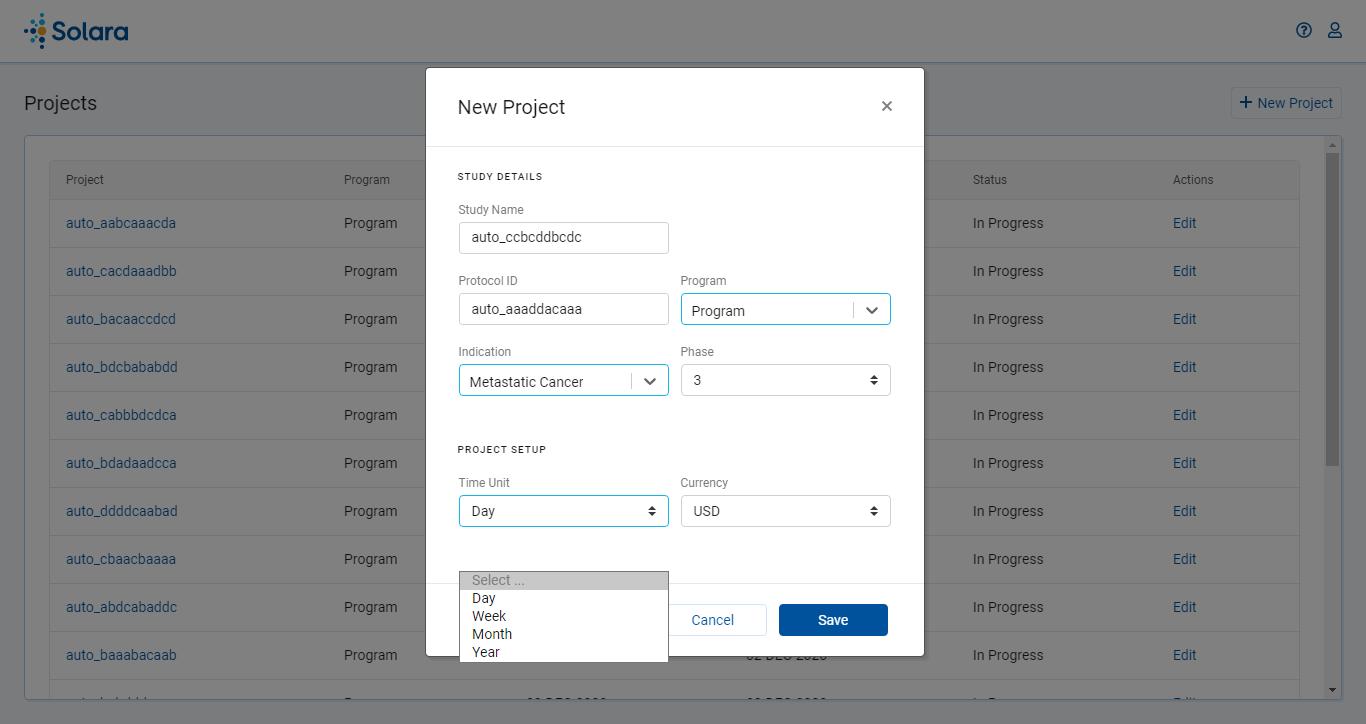 Solara
Projects
New Project
Project Program Status Actions
auto_aabcaaacda Program In Progress Edit
auto_cacdaaadbb Program In Progress Edit
auto_bacaaccdcd Program In Progress Edit
auto_bdcbababdd Program In Progress Edit
auto_cabbbdcdca Program In Progress Edit
auto_bdadaadcca Program In Progress Edit
auto_ddddcaabad Program In Progress Edit
auto_cbaacbaaaa Program In Progress Edit
auto_abdcabaddc Program In Progress Edit
auto_baaabacaab Program In Progress Edit
New Project
STUDY DETAILS
Study Name
auto_ccbcddbcdc
Protocol ID Program
auto_aaaddacaaa Program
Indication Phase
Metastatic Cancer 3
PROJECT SETUP
Time Unit Currency
Day USD
Select ...
Day
Week
Month
Year
Cancel Save